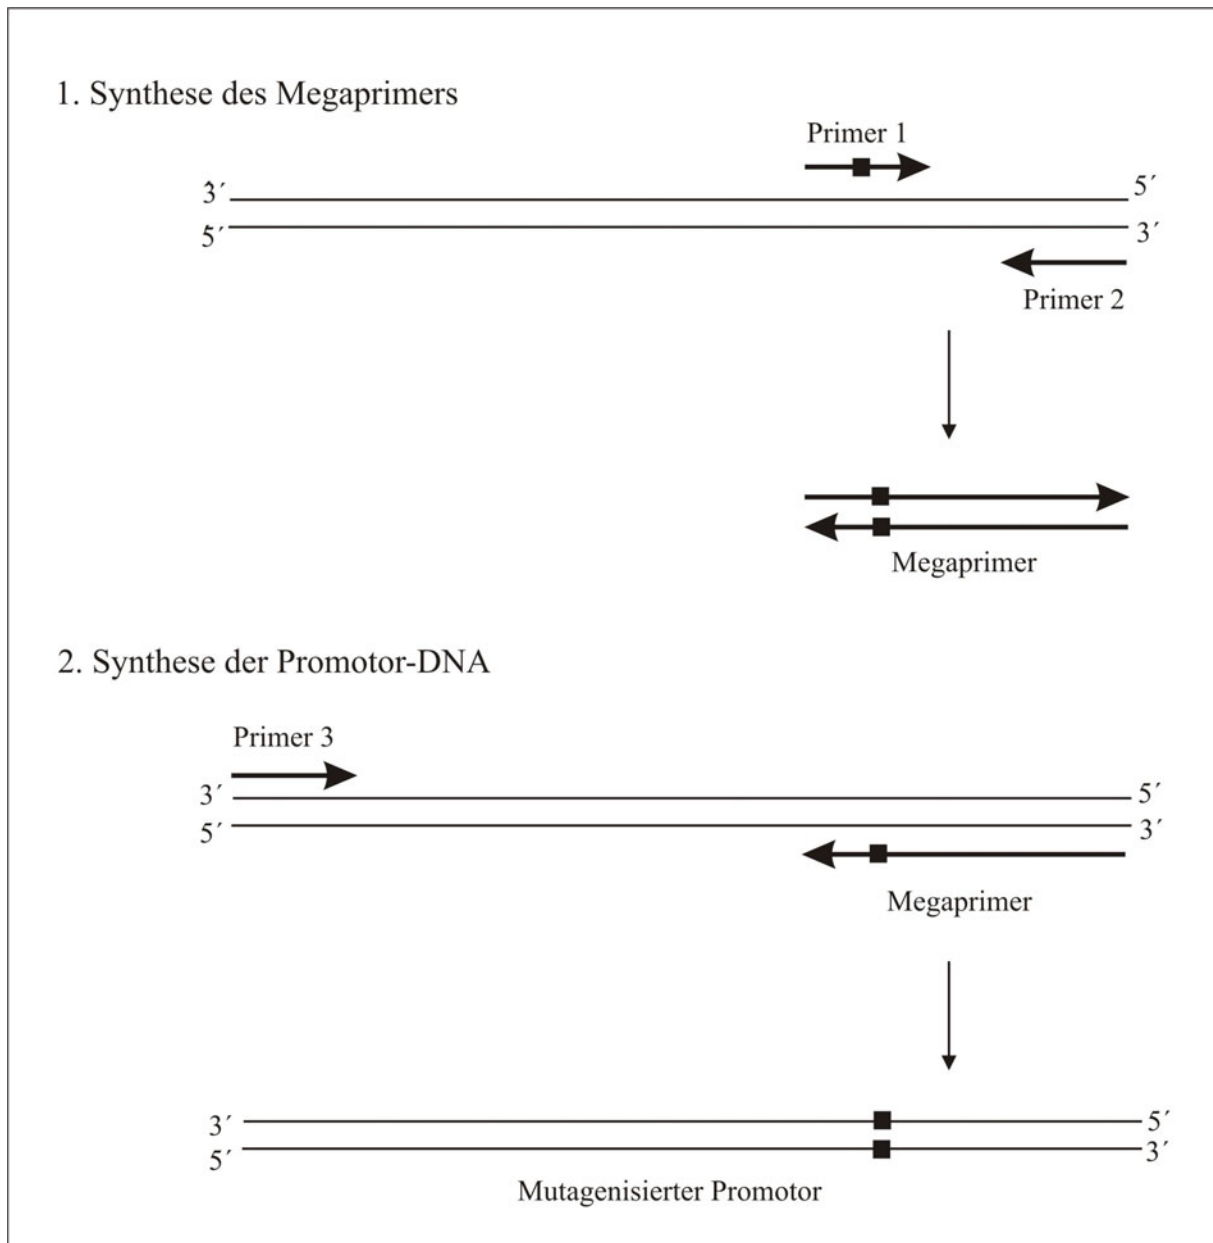 1. Synthese des Megaprimers
Primer 1
3´ 5´
5´ 3´
Primer 2
Megaprimer
2. Synthese der Promotor-DNA
Primer 3
3´ 5´
5´ 3´
Megaprimer
3´ 5´
5´ 3´
Mutagenisierter Promotor